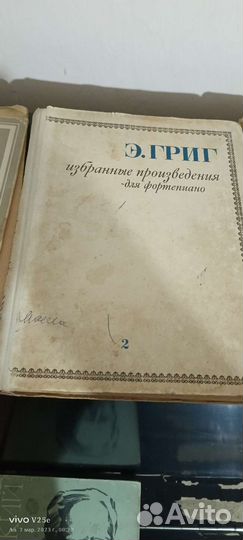 Э. ГРИГ
избранные произведения
-для фортепиано
2
vivo V25e
Avito